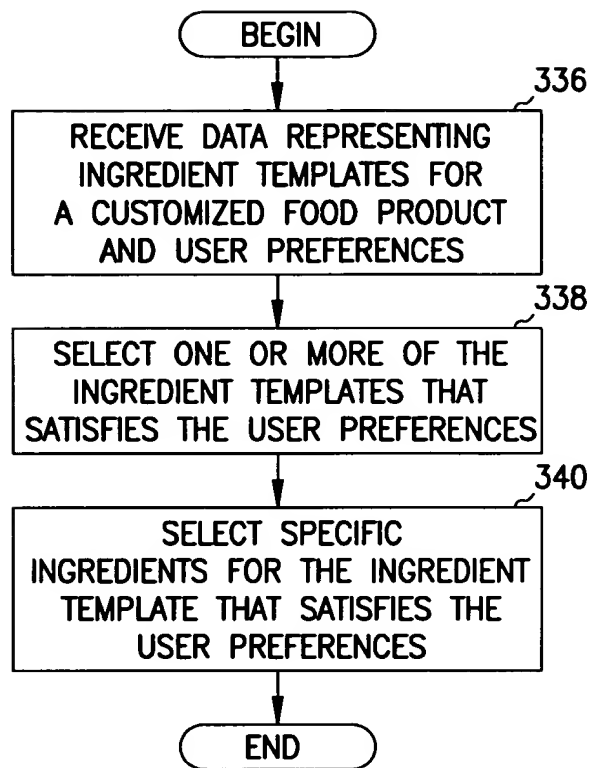 BEGIN
336
RECEIVE DATA REPRESENTING
INGREDIENT TEMPLATES FOR
A CUSTOMIZED FOOD PRODUCT
AND USER PREFERENCES
338
SELECT ONE OR MORE OF THE
INGREDIENT TEMPLATES THAT
SATISFIES THE USER PREFERENCES
340
SELECT SPECIFIC
INGREDIENTS FOR THE INGREDIENT
TEMPLATE THAT SATISFIES THE
USER PREFERENCES
END